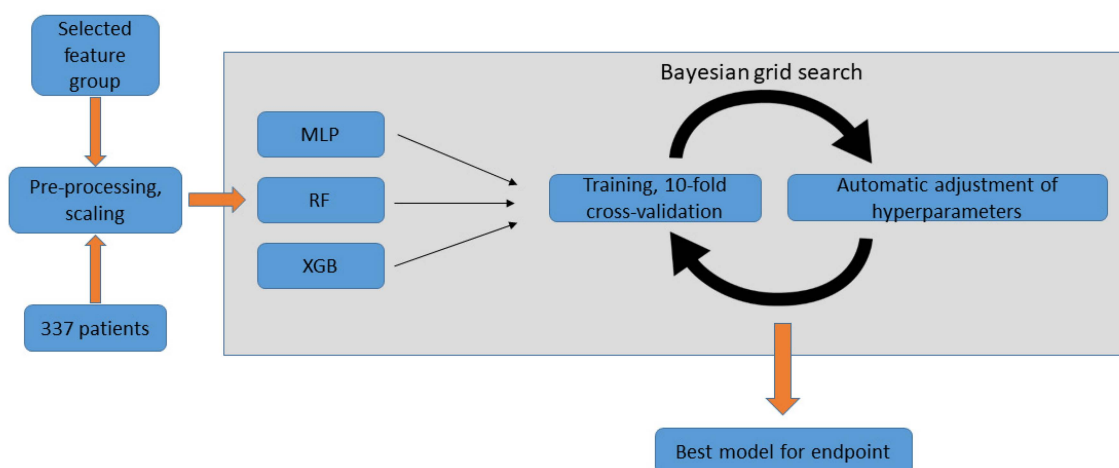 Selected
feature
group
Bayesian grid search
MLP
Pre-processing,
scaling
RF
Training, 10-fold
cross-validation
Automatic adjustment of
hyperparameters
XGB
337 patients
Best model for endpoint